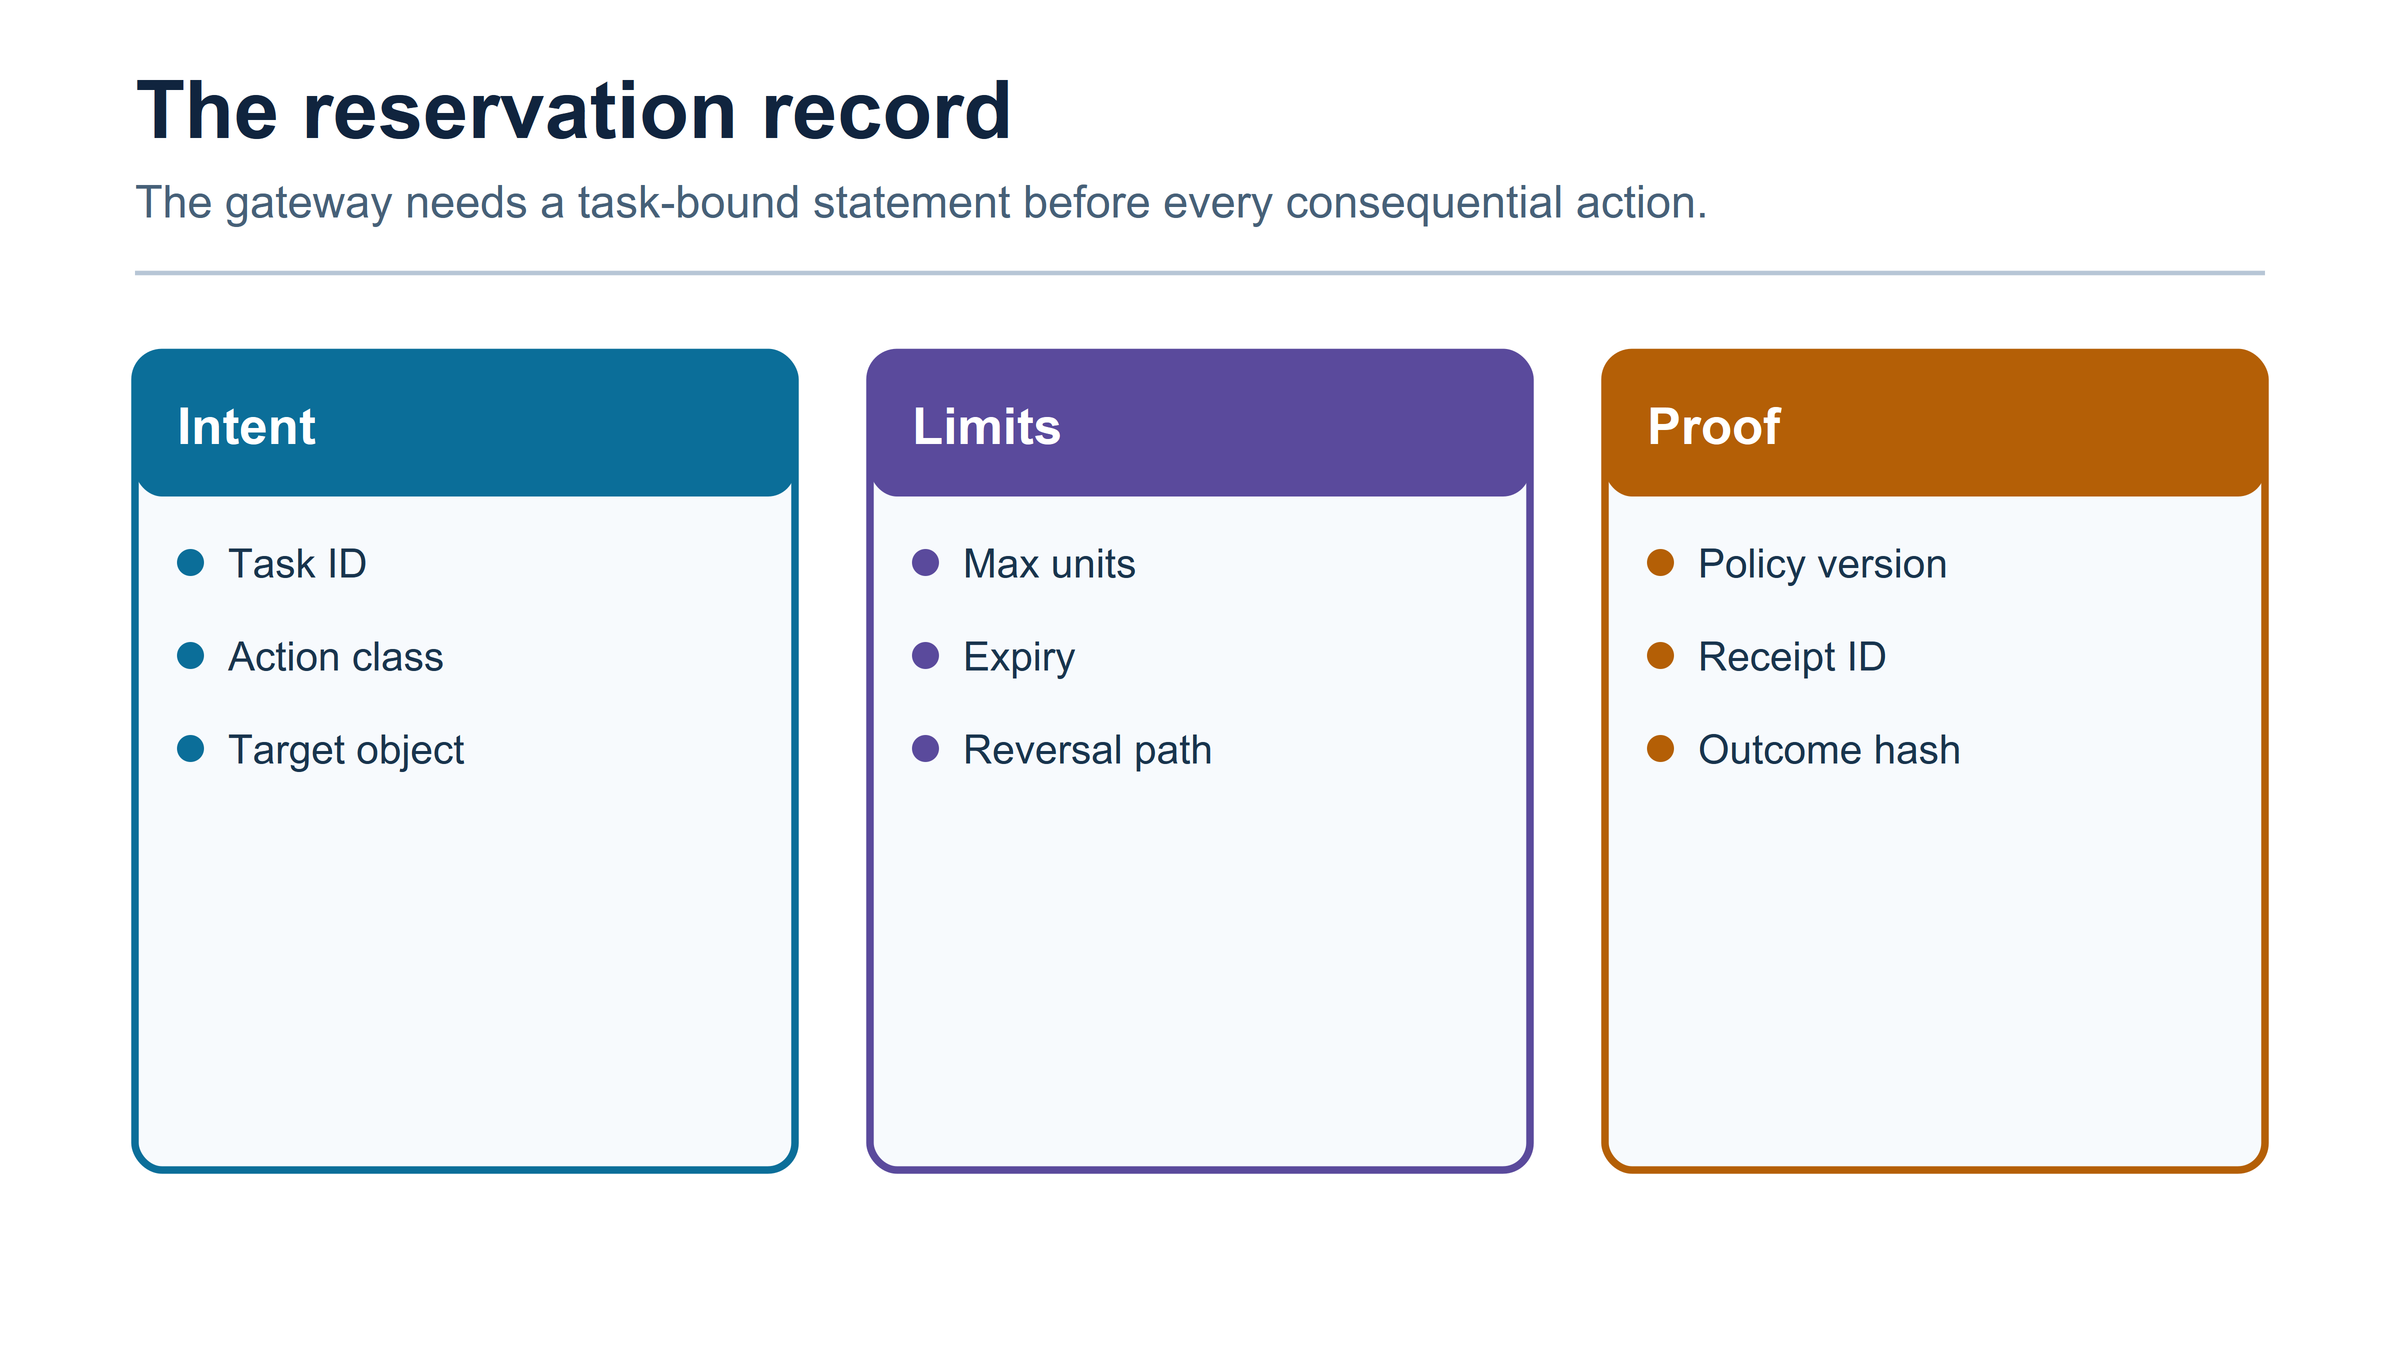 The reservation record
The gateway needs a task-bound statement before every consequential action.
Intent
Task ID
Action class
Target object
Limits
Max units
Expiry
Reversal path
Proof
Policy version
Receipt ID
Outcome hash